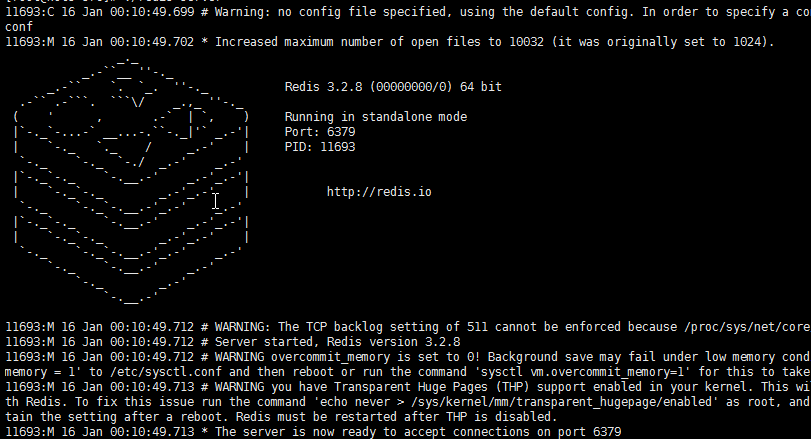 11693:C 16 Jan 00:10:49.699 # Warning: no config file specified, using the default config. In order to specify a co
conf
11693:M 16 Jan 00:10:49.702 * Increased maximum number of open files to 10032 (it was originally set to 1024).
Redis 3.2.8 (00000000/0) 64 bit
Running in standalone mode
Port: 6379
PID: 11693
http://redis.io
11693:M 16 Jan 00:10:49.712 # WARNING: The TCP backlog setting of 511 cannot be enforced because /proc/sys/net/core
11693:M 16 Jan 00:10:49.712 # Server started, Redis version 3.2.8
11693:M 16 Jan 00:10:49.712 # WARNING overcommit_memory is set to 0! Background save may fail under low memory cond
memory = 1' to /etc/sysctl.conf and then reboot or run the command 'sysctl vm.overcommit_memory=1' for this to take
11693:M 16 Jan 00:10:49.713 # WARNING you have Transparent Huge Pages (THP) support enabled in your kernel. This wi
th Redis. To fix this issue run the command 'echo never > /sys/kernel/mm/transparent_hugepage/enabled' as root, and
tain the setting after a reboot. Redis must be restarted after THP is disabled.
11693:M 16 Jan 00:10:49.713 * The server is now ready to accept connections on port 6379